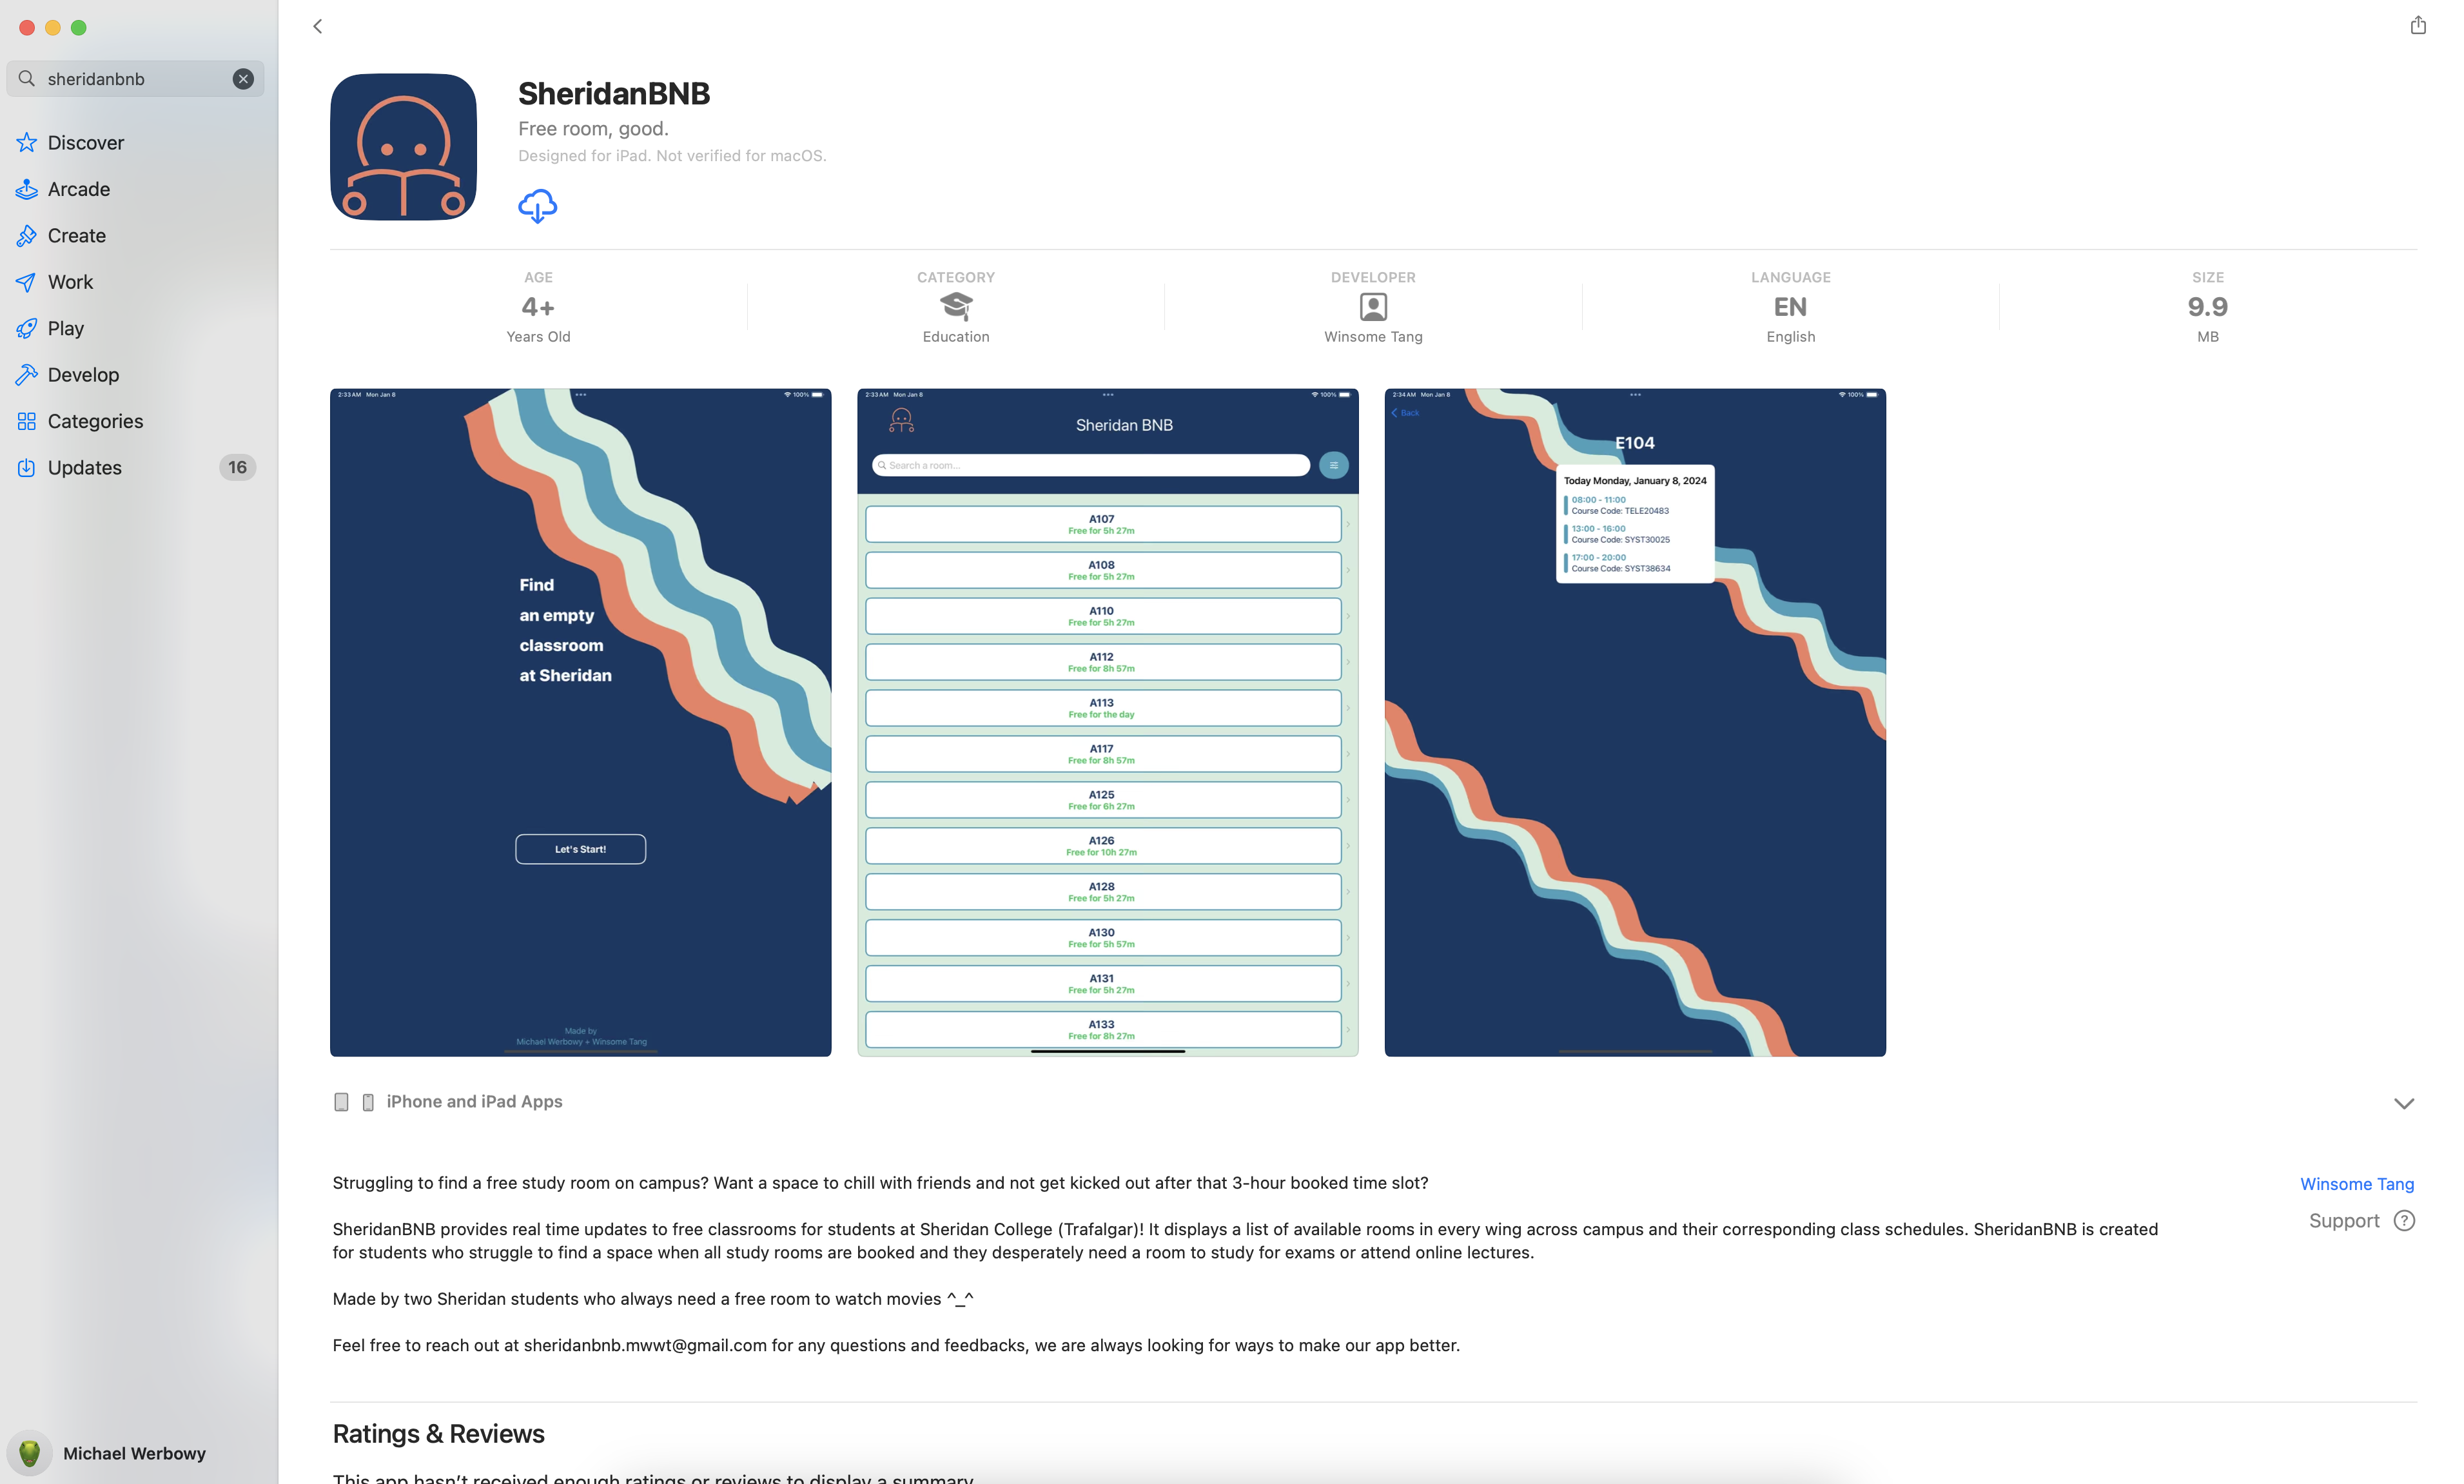 sheridanbnb
Discover
Arcade
Create
Work
Play
Develop
Categories
Updates 16
Michael Werbowy
SheridanBNB
Free room, good.
Designed for iPad. Not verified for macOS.
AGE
4+
Years Old
CATEGORY
Education
DEVELOPER
Winsome Tang
LANGUAGE
EN
English
SIZE
9.9
MB
2:33 AM Mon Jan 8
100%
Find
an empty
classroom
at Sheridan
Let's Start!
Made by
Michael Werbowy + Winsome Tang
2:33 AM Mon Jan 8
100%
Sheridan BNB
Search a room...
A107
Free for 5h 27m
A108
Free for 5h 27m
A110
Free for 5h 27m
A112
Free for 8h 57m
A113
Free for the day
A117
Free for 8h 57m
A125
Free for 6h 27m
A126
Free for 10h 27m
A128
Free for 5h 27m
A130
Free for 5h 57m
A131
Free for 5h 27m
A133
Free for 8h 27m
2:34 AM Mon Jan 8
100%
Back
E104
Today Monday, January 8, 2024
08:00 - 11:00
Course Code: TELE20483
13:00 - 16:00
Course Code: SYST30025
17:00 - 20:00
Course Code: SYST38634
iPhone and iPad Apps
Struggling to find a free study room on campus? Want a space to chill with friends and not get kicked out after that 3-hour booked time slot?
SheridanBNB provides real time updates to free classrooms for students at Sheridan College (Trafalgar)! It displays a list of available rooms in every wing across campus and their corresponding class schedules. SheridanBNB is created
for students who struggle to find a space when all study rooms are booked and they desperately need a room to study for exams or attend online lectures.
Made by two Sheridan students who always need a free room to watch movies ^_^
Feel free to reach out at sheridanbnb.mwwt@gmail.com for any questions and feedbacks, we are always looking for ways to make our app better.
Winsome Tang
Support ?
Ratings & Reviews
This app hasn't received enough ratings or reviews to display a summary.